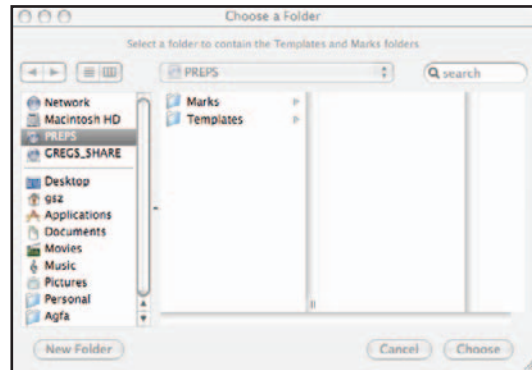 Choose a Folder
Select a folder to contain the Templates and Marks folders
PREPS
search
Network
Macintosh HD
PREPS
GREGS_SHARE
Desktop
gsz
Applications
Documents
Movies
Music
Pictures
Personal
Agfa
Marks
Templates
New Folder
Cancel
Choose